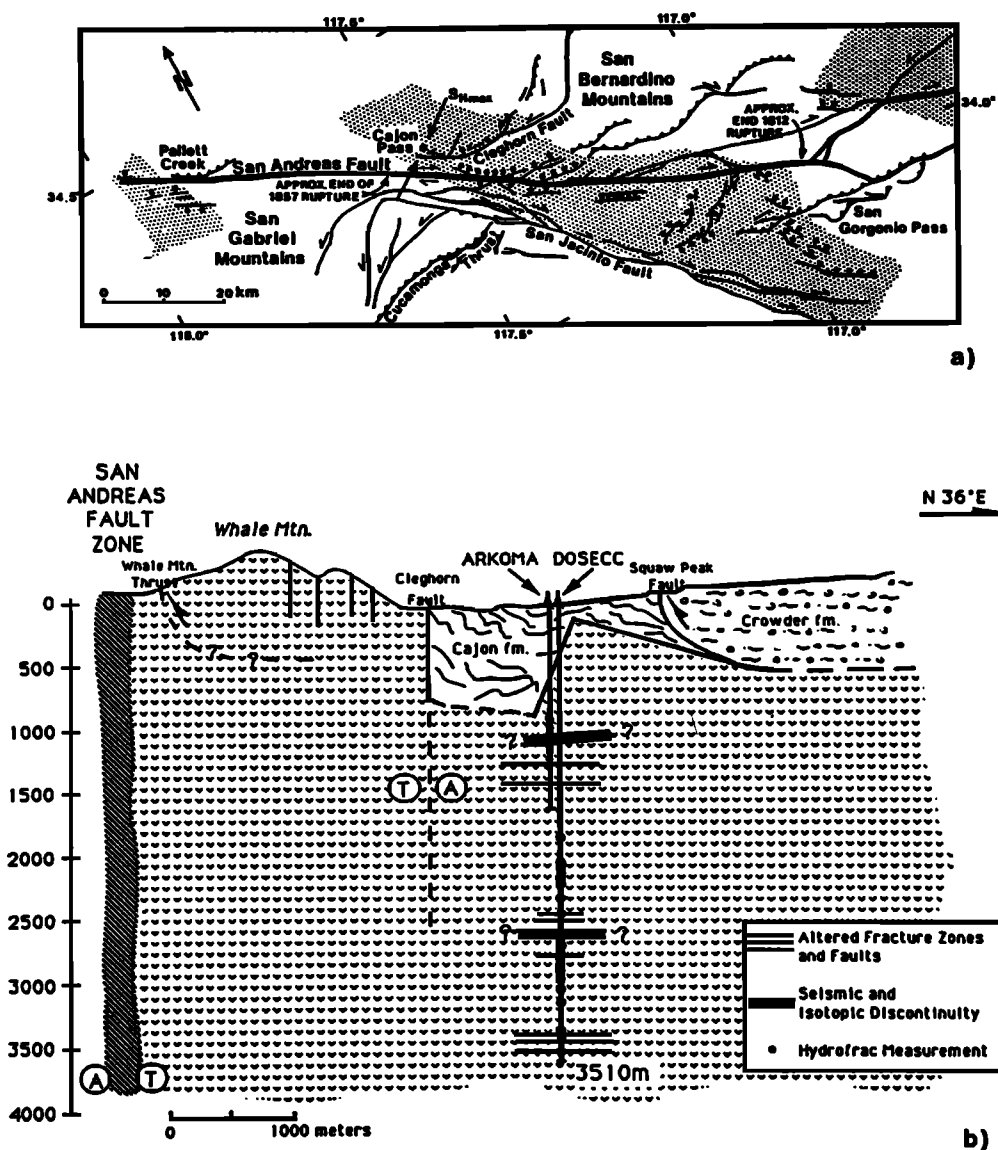 117.5°
117.0°
N
San
Bernardino
Mountains
SHmax
34.0°
APPROX.
END 1812
RUPTURE
Cajon
Pass
Cleghorn Fault
Pallett
Creek
San Andreas Fault
34.5°
APPROX. END OF
1857 RUPTURE
San
Gabriel
Mountains
San Jacinto Fault
San
Gorgonio Pass
Cucamonga
Thrust
0 10 20 km
118.0°
117.5°
117.0°
a)
SAN
ANDREAS
FAULT
ZONE
N 36°E
Whale Mtn.
ARKOMA DOSECC
Whale Mtn.
Thrust
Cleghorn
Fault
Squaw Peak
Fault
Cajon fm.
Crowder fm.
0
500
1000
1500
2000
2500
3000
3500
4000
? ?
? ?
T A
? ?
A T
3510m
Altered Fracture Zones
and Faults
Seismic and
Isotopic Discontinuity
Hydrofrac Measurement
0 1000 meters
b)